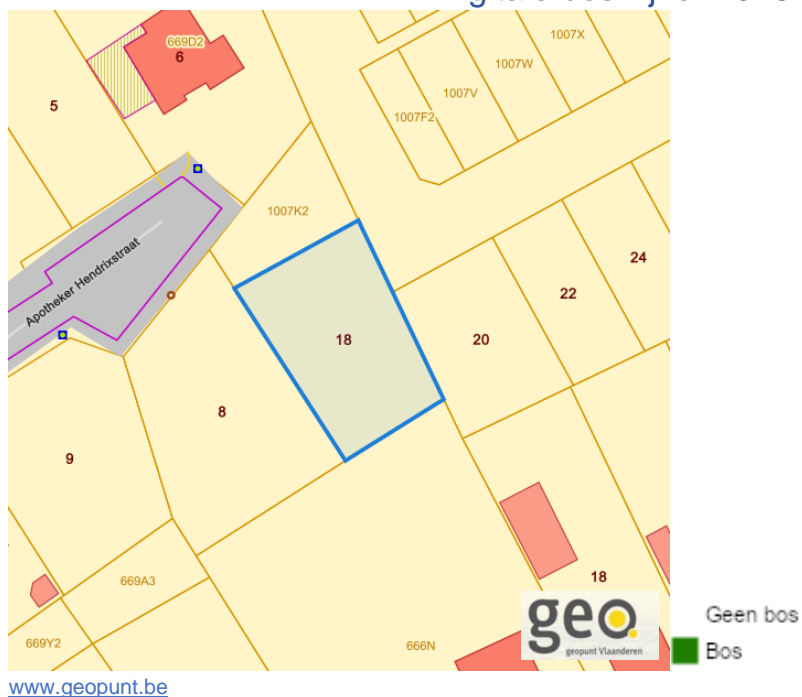 669D2
6
5
1007X
1007W
1007V
1007F2
1007K2
Apotheker Hendrixstraat
24
22
20
18
8
9
669A3
18
669Y2
666N
geo
geopunt Vlaanderen
Geen bos
Bos
www.geopunt.be